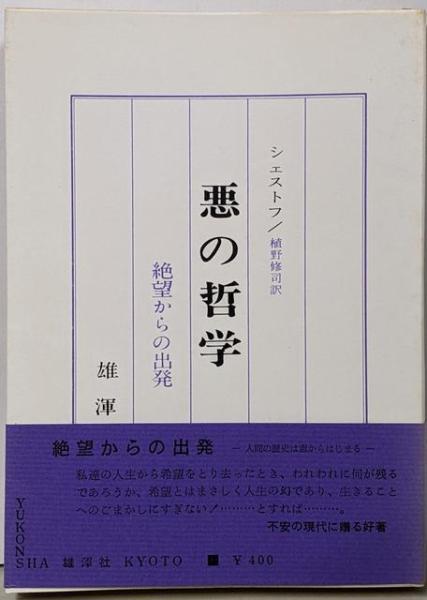 シェストフ/植野修司訳
悪の哲学
絶望からの出発
雄渾
絶望からの出発 ―人間の歴史は悲からはじまる―
私達の人生から希望をとり去ったとき、われわれに何が残る
であろうか、希望とはまさしく人生の幻であり、生きること
へのごまかしにすぎない!………とすれば………。
不安の現代に贈る好著
YUKONSHA 雄渾社 KYOTO ■ ¥400